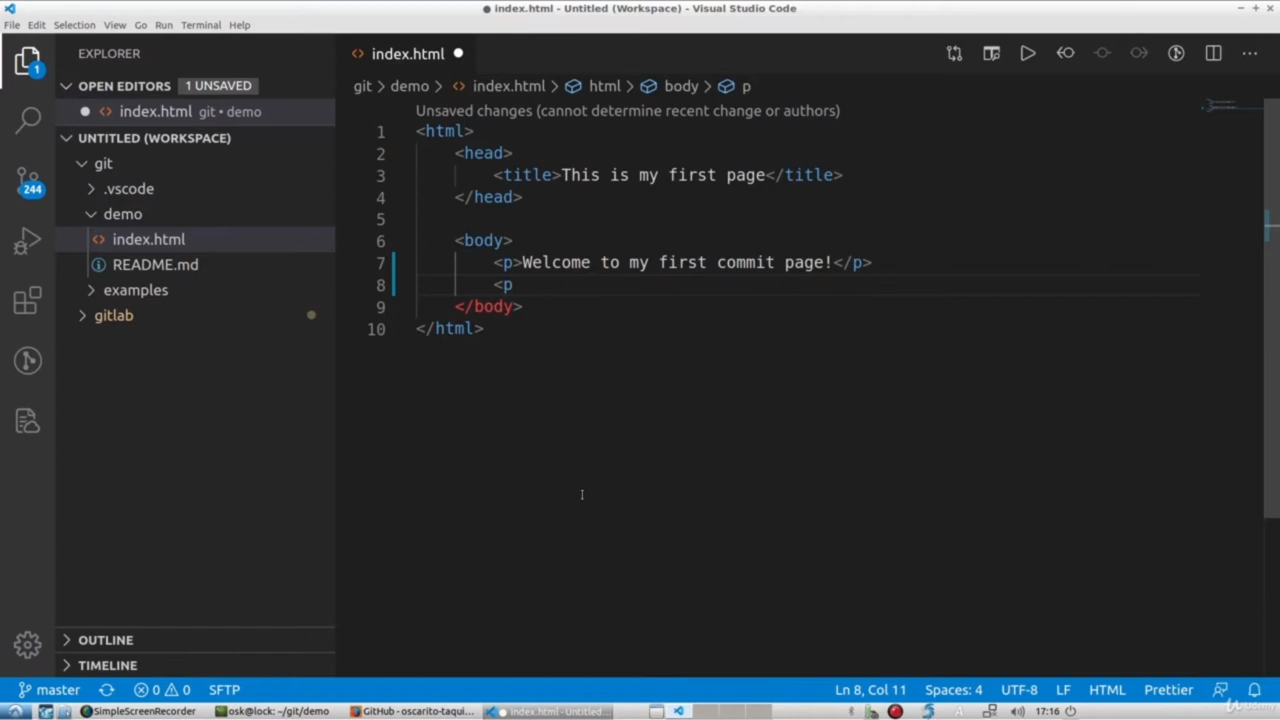 index.html - Untitled (Workspace) - Visual Studio Code
File Edit Selection View Go Run Terminal Help
EXPLORER
OPEN EDITORS 1 UNSAVED
index.html git • demo
UNTITLED (WORKSPACE)
git
.vscode
demo
index.html
README.md
examples
gitlab
1
244
OUTLINE
TIMELINE
index.html
git > demo > index.html > html > body > p
Unsaved changes (cannot determine recent change or authors)
1 <html>
2 <head>
3 <title>This is my first page</title>
4 </head>
5
6 <body>
7 <p>Welcome to my first commit page!</p>
8 <p
9 </body>
10 </html>
master 0 0 SFTP Ln 8, Col 11 Spaces: 4 UTF-8 LF HTML Prettier
SimpleScreenRecorder osk@lock: ~/git/demo GitHub - oscarito-taqui... index.html - Untitled... 17:16
Udemy